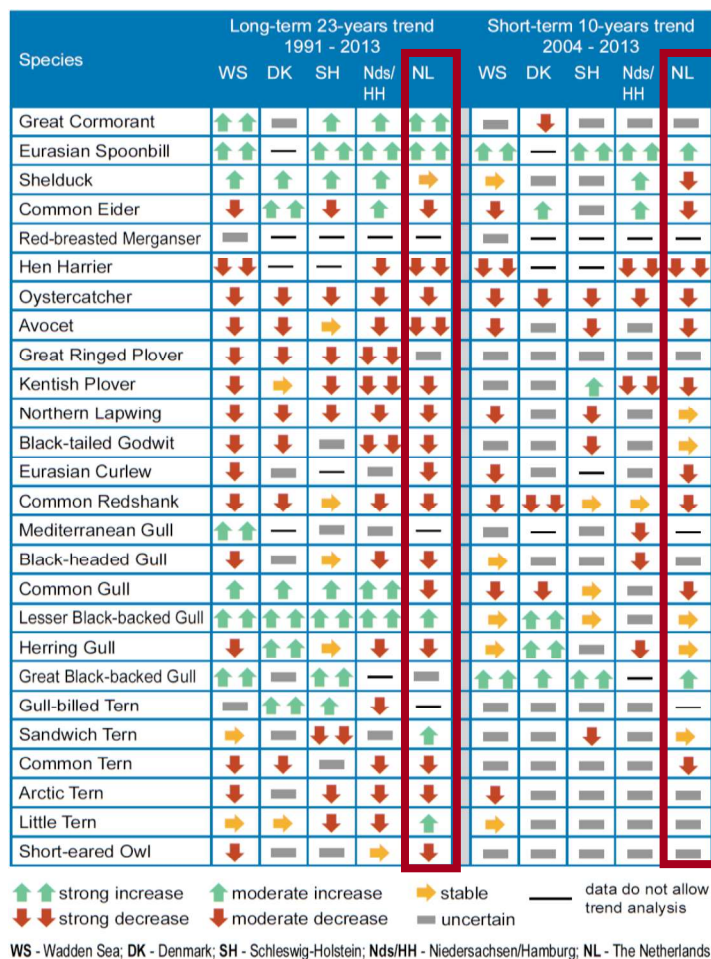 Species
Long-term 23-years trend
1991 - 2013
Short-term 10-years trend
2004 - 2013
WS DK SH Nds/ HH NL WS DK SH Nds/ HH NL
Great Cormorant
Eurasian Spoonbill
Shelduck
Common Eider
Red-breasted Merganser
Hen Harrier
Oystercatcher
Avocet
Great Ringed Plover
Kentish Plover
Northern Lapwing
Black-tailed Godwit
Eurasian Curlew
Common Redshank
Mediterranean Gull
Black-headed Gull
Common Gull
Lesser Black-backed Gull
Herring Gull
Great Black-backed Gull
Gull-billed Tern
Sandwich Tern
Common Tern
Arctic Tern
Little Tern
Short-eared Owl
strong increase moderate increase stable data do not allow
trend analysis
strong decrease moderate decrease uncertain
WS - Wadden Sea; DK - Denmark; SH - Schleswig-Holstein; Nds/HH - Niedersachsen/Hamburg; NL - The Netherlands